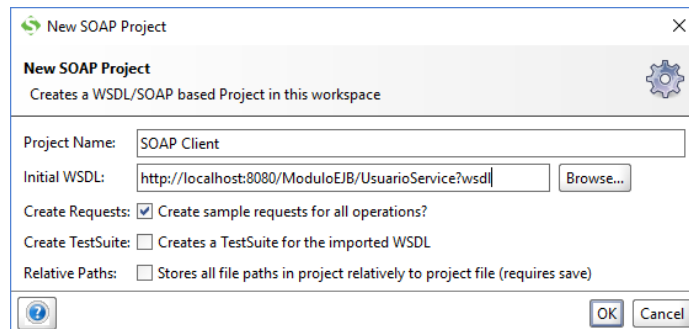 New SOAP Project
New SOAP Project
Creates a WSDL/SOAP based Project in this workspace
Project Name: SOAP Client
Initial WSDL: http://localhost:8080/ModuloEJB/UsuarioService?wsdl Browse...
Create Requests: Create sample requests for all operations?
Create TestSuite: Creates a TestSuite for the imported WSDL
Relative Paths: Stores all file paths in project relatively to project file (requires save)
? OK Cancel